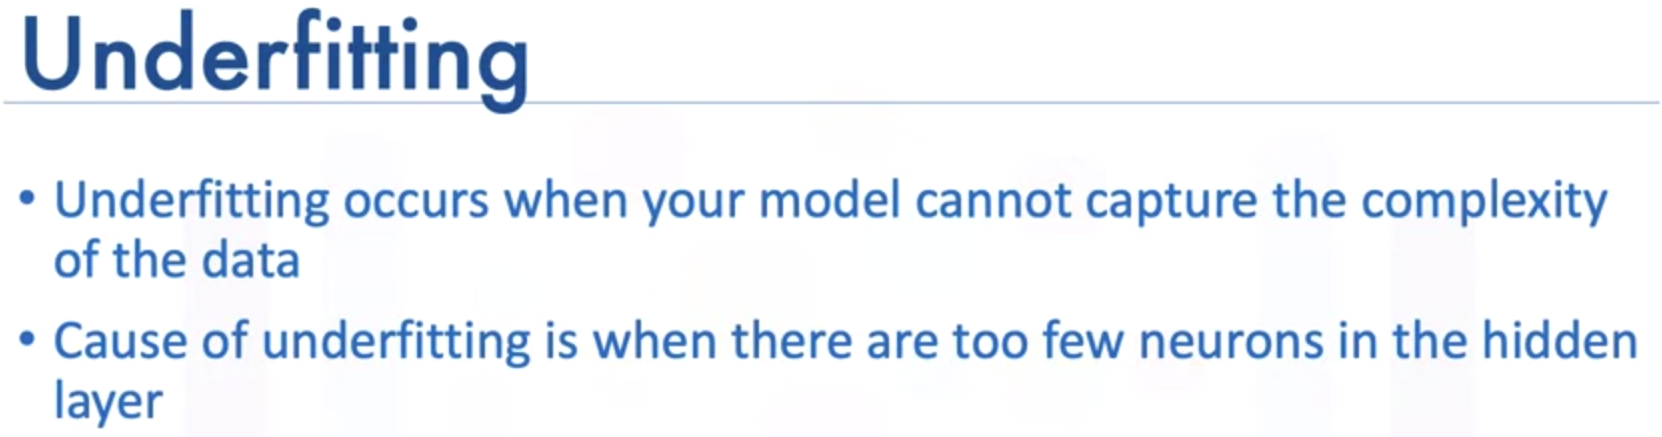 Underfitting
• Underfitting occurs when your model cannot capture the complexity
of the data
• Cause of underfitting is when there are too few neurons in the hidden
layer